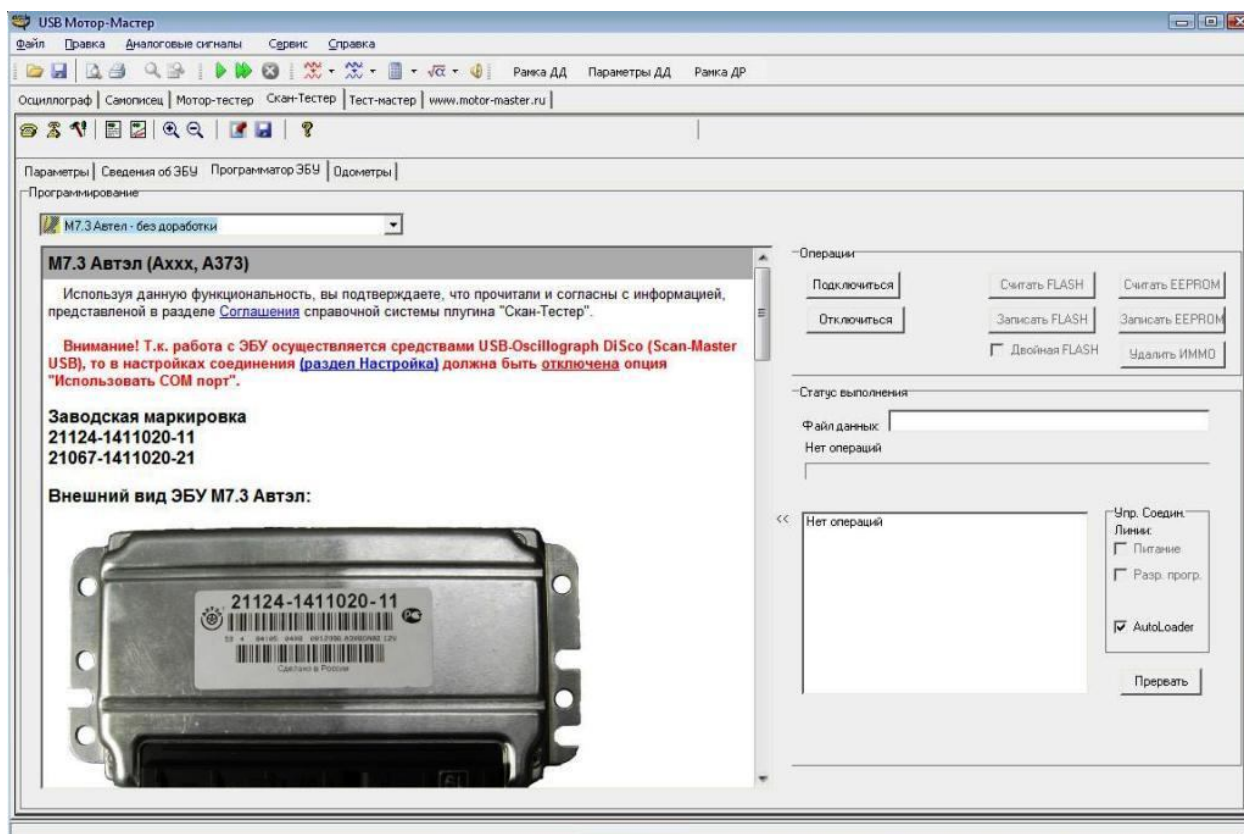 USB Мотор-Мастер
Файл Правка Аналоговые сигналы Сервис Справка
Рамка ДД Параметры ДД Рамка ДР
Осциллограф Самописец Мотор-тестер Скан-Тестер Тест-мастер www.motor-master.ru
Параметры Сведения об ЭБУ Программатор ЭБУ Одометры
Программирование
М7.3 Автел - без доработки
М7.3 Автэл (Аххх, А373)
Используя данную функциональность, вы подтверждаете, что прочитали и согласны с информацией,
представленой в разделе Соглашения справочной системы плугина "Скан-Тестер".
Внимание! Т.к. работа с ЭБУ осуществляется средствами USB-Oscillograph DiSco (Scan-Master
USB), то в настройках соединения (раздел Настройка) должна быть отключена опция
"Использовать COM порт".
Заводская маркировка
21124-1411020-11
21067-1411020-21
Внешний вид ЭБУ М7.3 Автэл:
21124-1411020-11
Сделано в России
Операции
Подключиться Считать FLASH Считать EEPROM
Отключиться Записать FLASH Записать EEPROM
Двойная FLASH Удалить ИММО
Статус выполнения
Файл данных:
Нет операций
<<
Нет операций
Упр. Соедин.
Линии:
Питание
Разр. прогр.
AutoLoader
Прервать